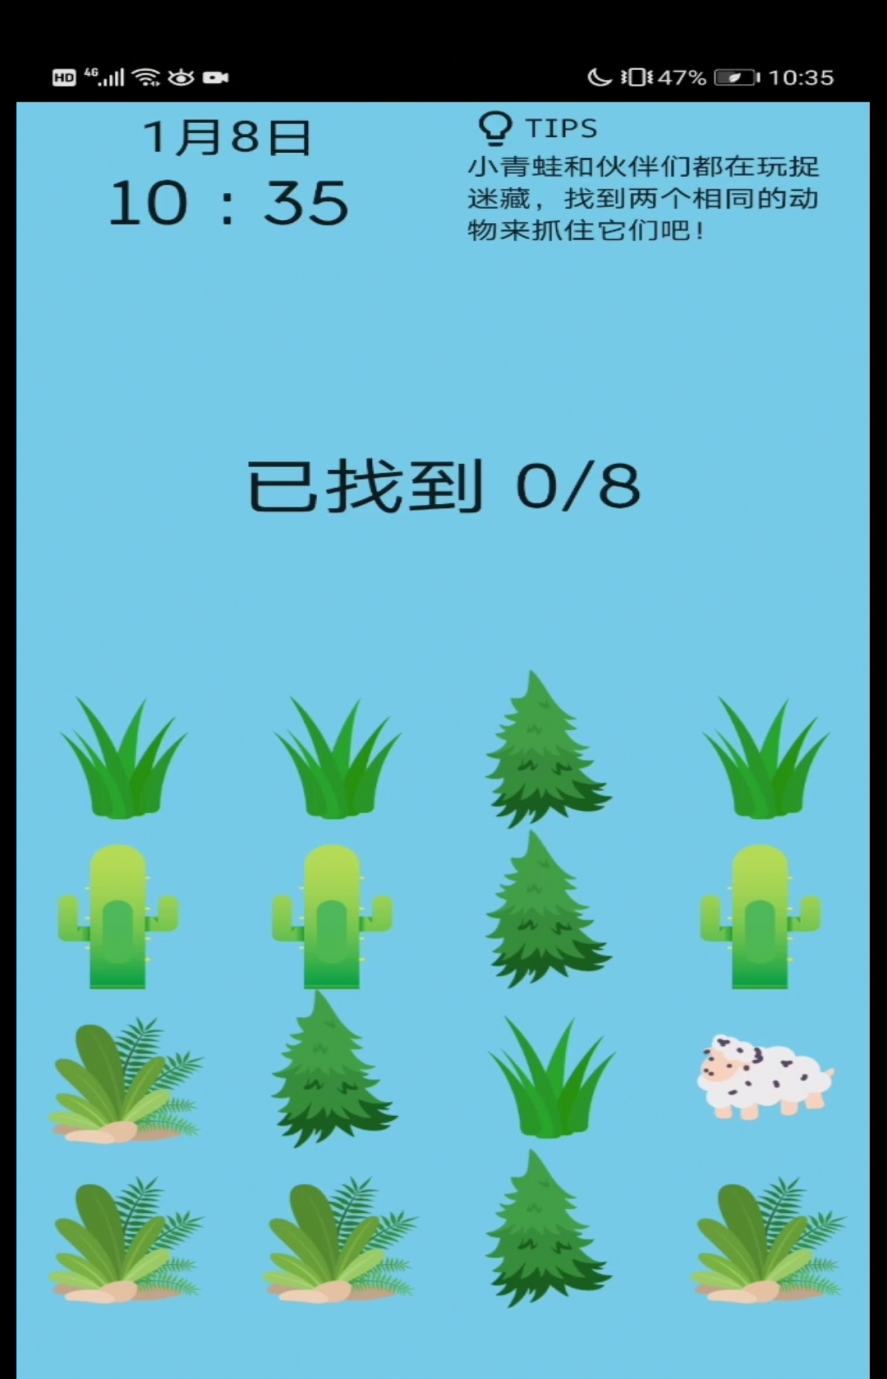 HD 4G 47% 10:35
1月8日
10 : 35
TIPS
小青蛙和伙伴们都在玩捉
迷藏，找到两个相同的动
物来抓住它们吧！
已找到 0/8